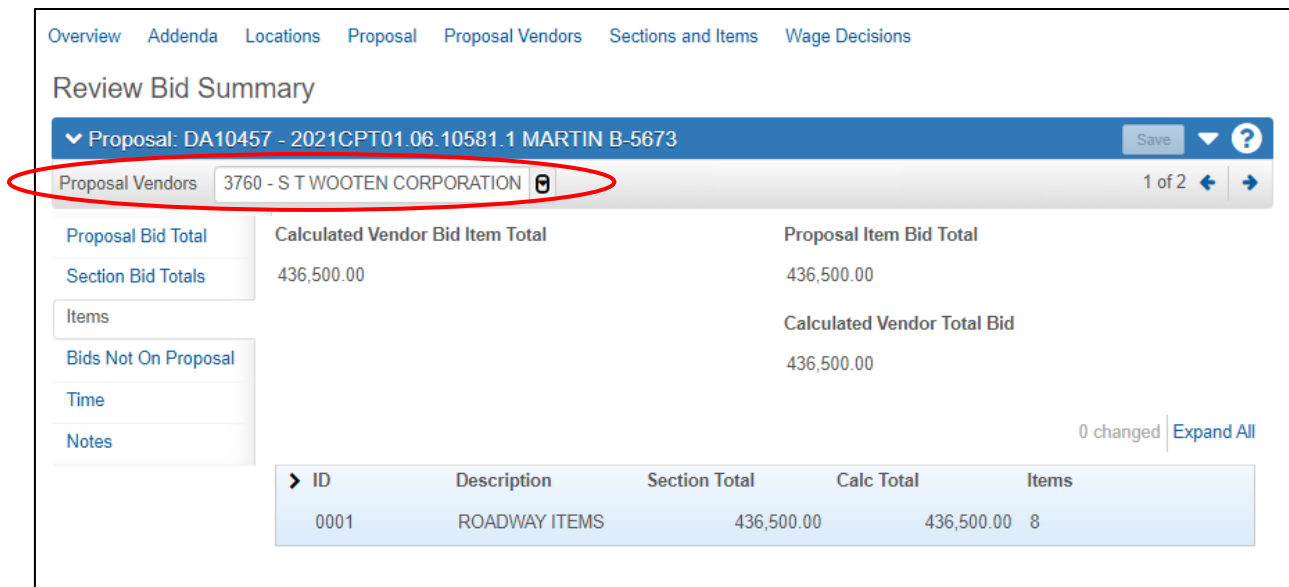 Overview Addenda Locations Proposal Proposal Vendors Sections and Items Wage Decisions
Review Bid Summary
Proposal: DA10457 - 2021CPT01.06.10581.1 MARTIN B-5673 Save ?
Proposal Vendors 3760 - S T WOOTEN CORPORATION 1 of 2
Proposal Bid Total
Section Bid Totals
Items
Bids Not On Proposal
Time
Notes
Calculated Vendor Bid Item Total Proposal Item Bid Total
436,500.00 436,500.00
Calculated Vendor Total Bid
436,500.00
0 changed Expand All
ID Description Section Total Calc Total Items
0001 ROADWAY ITEMS 436,500.00 436,500.00 8